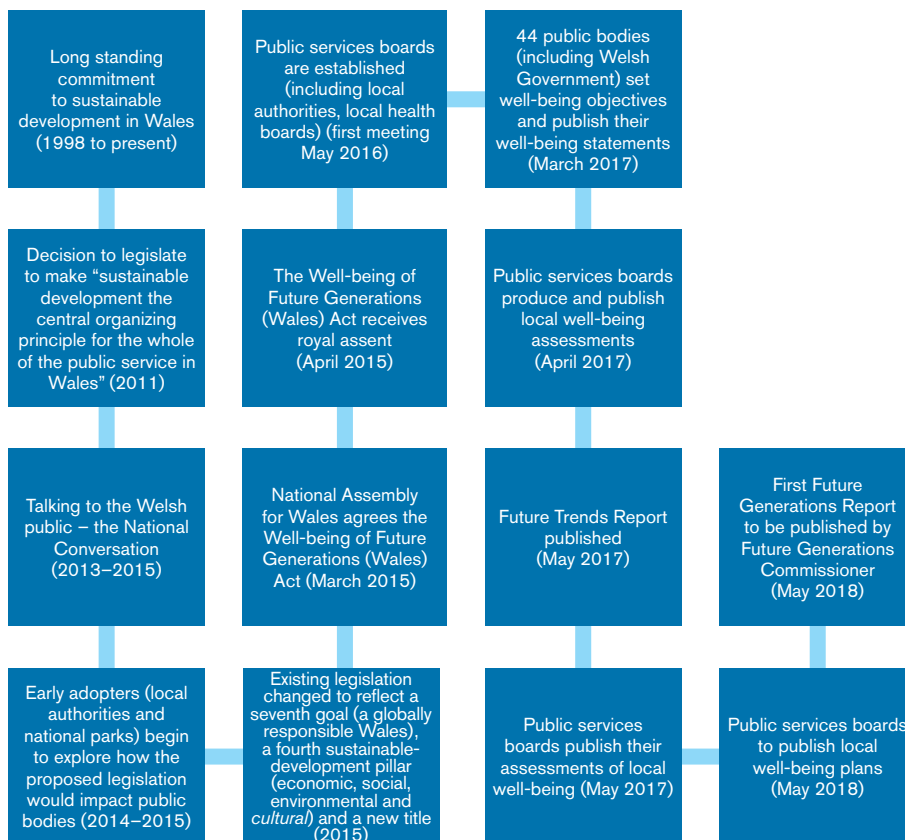 Long standing
commitment
to sustainable
development in Wales
(1998 to present)
Decision to legislate
to make “sustainable
development the
central organizing
principle for the whole
of the public service in
Wales” (2011)
Talking to the Welsh
public – the National
Conversation
(2013–2015)
Early adopters (local
authorities and
national parks) begin
to explore how the
proposed legislation
would impact public
bodies (2014–2015)
Existing legislation
changed to reflect a
seventh goal (a globally
responsible Wales),
a fourth sustainable-
development pillar
(economic, social,
environmental and
cultural) and a new title
(2015)
National Assembly
for Wales agrees the
Well-being of Future
Generations (Wales)
Act (March 2015)
The Well-being of
Future Generations
(Wales) Act receives
royal assent
(April 2015)
Public services boards
are established
(including local
authorities, local health
boards) (first meeting
May 2016)
44 public bodies
(including Welsh
Government) set
well-being objectives
and publish their
well-being statements
(March 2017)
Public services boards
produce and publish
local well-being
assessments
(April 2017)
Future Trends Report
published
(May 2017)
Public services
boards publish their
assessments of local
well-being (May 2017)
Public services boards
to publish local
well-being plans
(May 2018)
First Future
Generations Report
to be published by
Future Generations
Commissioner
(May 2018)